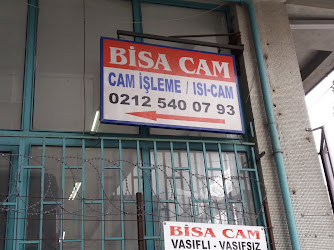 BİSA CAM
CAM İŞLEME / ISI-CAM
0212 540 07 93
BİSA CAM
VASIFLI - VASIFSIZ